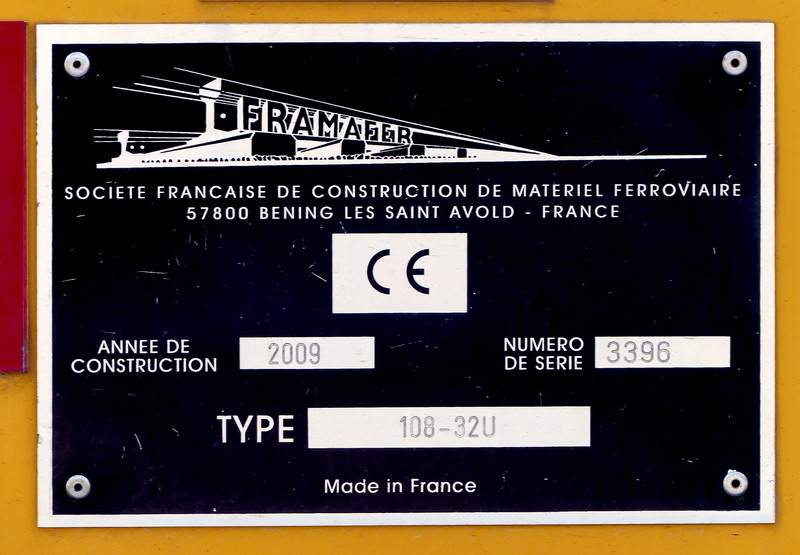 FRAMAFER
SOCIETE FRANCAISE DE CONSTRUCTION DE MATERIEL FERROVIAIRE
57800 BENING LES SAINT AVOLD - FRANCE
CE
ANNEE DE CONSTRUCTION
2009
NUMERO DE SERIE
3396
TYPE 108-32U
Made in France